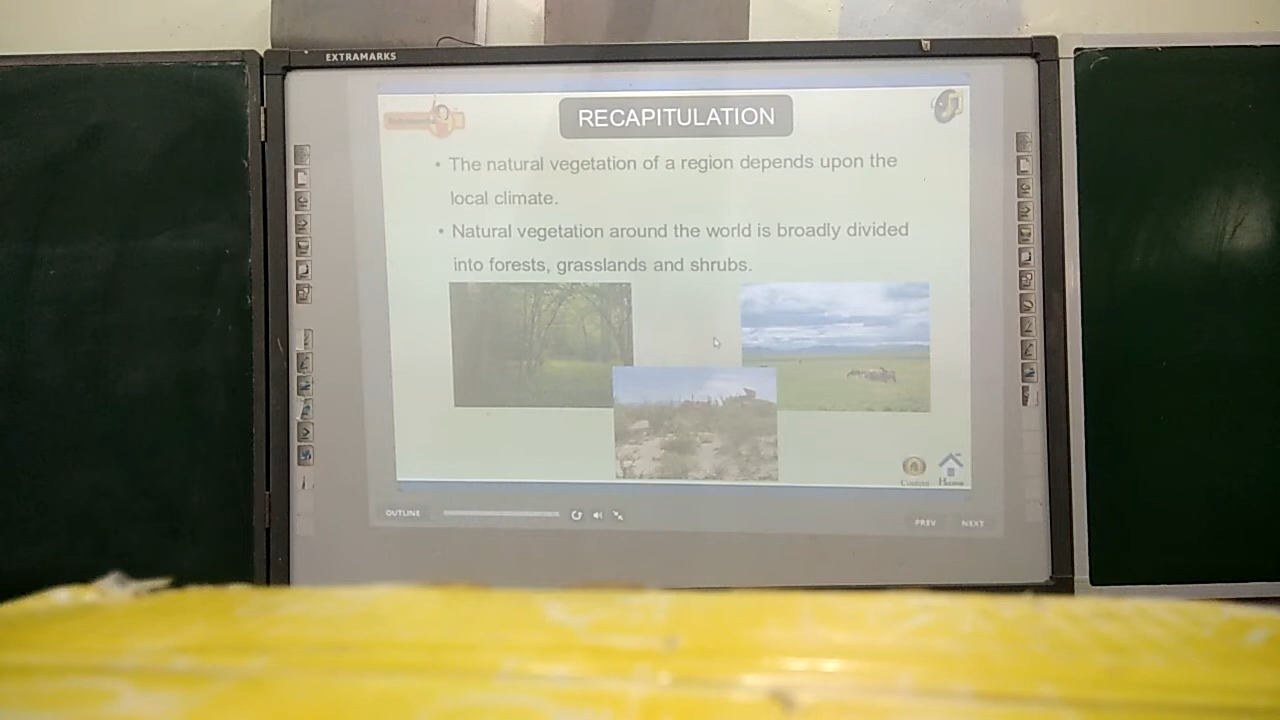 EXTRAMARKS
RECAPITULATION
• The natural vegetation of a region depends upon the
local climate.
• Natural vegetation around the world is broadly divided
into forests, grasslands and shrubs.
Home
OUTLINE
PREV
NEXT